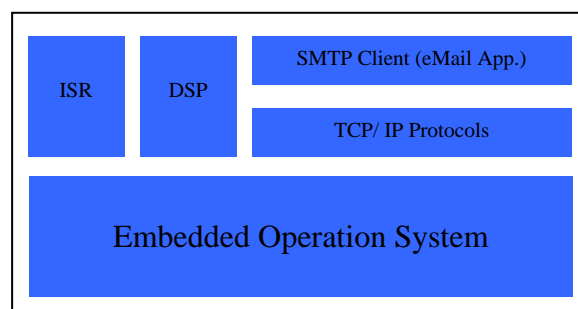 SMTP Client (eMail App.)
ISR
DSP
TCP/ IP Protocols
Embedded Operation System